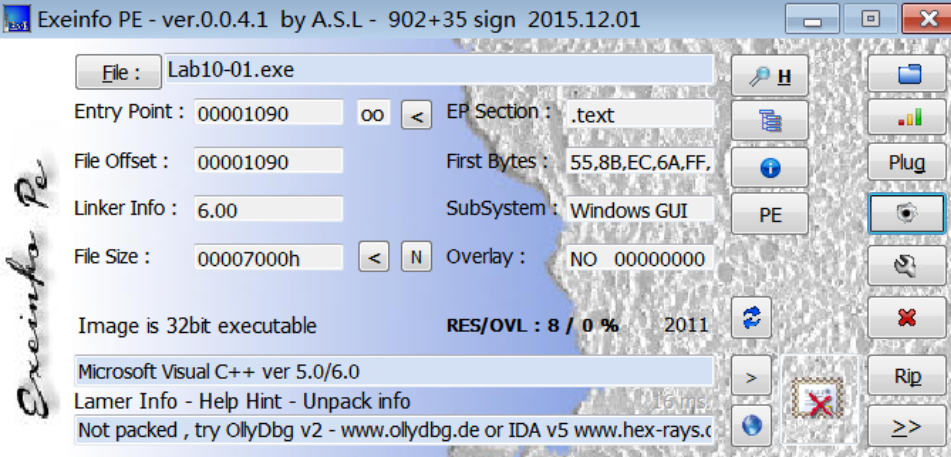 Exeinfo PE - ver.0.0.4.1 by A.S.L - 902+35 sign 2015.12.01
File : Lab10-01.exe H
Entry Point : 00001090 oo < EP Section : .text
File Offset : 00001090 First Bytes : 55,8B,EC,6A,FF, Plug
Linker Info : 6.00 SubSystem : Windows GUI PE
File Size : 00007000h < N Overlay : NO 00000000
Image is 32bit executable RES/OVL : 8 / 0 % 2011
Microsoft Visual C++ ver 5.0/6.0 > Rip
Lamer Info - Help Hint - Unpack info 16 ms.
Not packed , try OllyDbg v2 - www.ollydbg.de or IDA v5 www.hex-rays.c >>
Exeinfo Pe